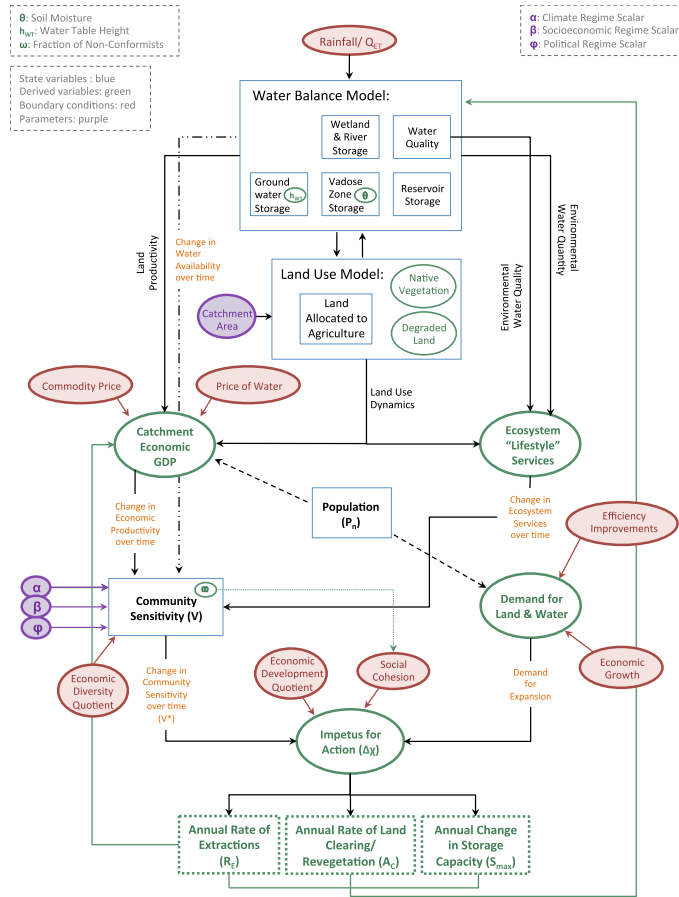 θ: Soil Moisture
hWT: Water Table Height
ω: Fraction of Non-Conformists
α: Climate Regime Scalar
β: Socioeconomic Regime Scalar
φ: Political Regime Scalar
State variables : blue
Derived variables: green
Boundary conditions: red
Parameters: purple
Rainfall/ QET
Water Balance Model:
Wetland
& River
Storage
Water
Quality
Ground
water
Storage
hWT
Vadose
Zone
Storage
θ
Reservoir
Storage
Land
Productivity
Change in
Water
Availability
over time
Environmental
Water Quality
Environmental
Water Quantity
Land Use Model:
Native
Vegetation
Land
Allocated to
Agriculture
Degraded
Land
Catchment
Area
Commodity Price
Price of Water
Land Use
Dynamics
Catchment
Economic
GDP
Ecosystem
“Lifestyle”
Services
Change in
Economic
Productivity
over time
Population
(Pn)
Change in
Ecosystem
Services
over time
Efficiency
Improvements
α
β
φ
ω
Community
Sensitivity (V)
Demand for
Land & Water
Economic
Diversity
Quotient
Change in
Community
Sensitivity
over time
(V*)
Economic
Development
Quotient
Social
Cohesion
Demand
for
Expansion
Economic
Growth
Impetus for
Action (Δχ)
Annual Rate of
Extractions
(RE)
Annual Rate of Land
Clearing/
Revegetation (AC)
Annual Change
in Storage
Capacity (Smax)